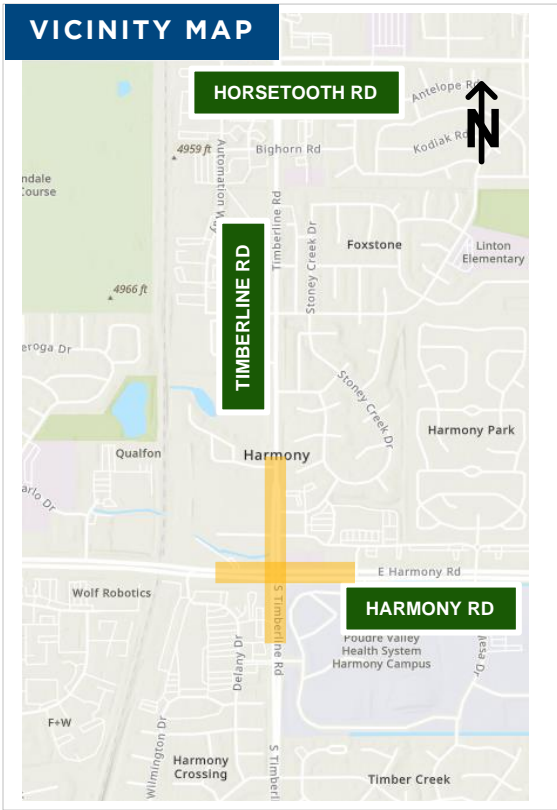 VICINITY MAP
HORSETOOTH RD
Antelope Rd
N
Kodiak Rd
4959 ft
Bighorn Rd
Automation Way
ndale
Course
Timberline Rd
Stoney Creek Dr
Foxstone
Linton
Elementary
TIMBERLINE RD
4966 ft
eroga Dr
Stoney Creek Dr
Harmony Park
Qualfon
Harmony
arlo Dr
E Harmony Rd
Wolf Robotics
S Timberline Rd
HARMONY RD
Poudre Valley
Health System
Harmony Campus
Delany Dr
F+W
Wilmington Dr
Harmony
Crossing
S Timberl
Timber Creek